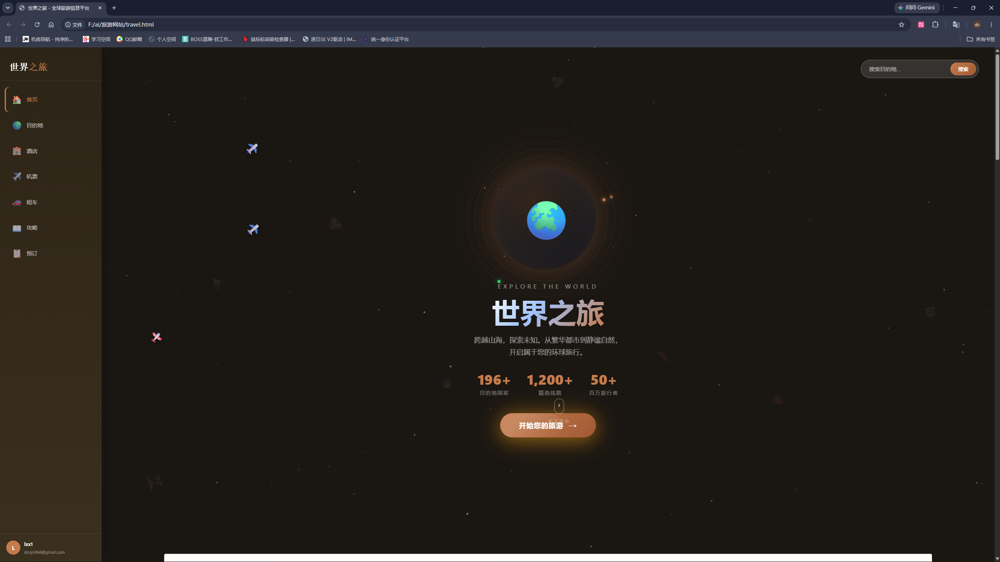 世界之旅 - 全球旅游信息平台
问问 Gemini
文件
F:/ai/旅游网站/travel.html
dc
机佬导航 - 纯净的...
学习空间
QQ邮箱
个人空间
BOSS直聘-找工作...
鼠标轮询率检查器 |...
逐日SE V2驱动 | IM...
统一身份认证平台
所有书签
世界之旅
搜索目的地...
搜索
首页
目的地
酒店
机票
租车
攻略
预订
EXPLORE THE WORLD
世界之旅
跨越山海，探索未知。从繁华都市到静谧自然，
开启属于您的环球旅行。
196+
1,200+
50+
目的地国家
精选线路
百万旅行者
向下滚动
开始您的旅游 →
L
lxx1
dcvjn064@gmail.com